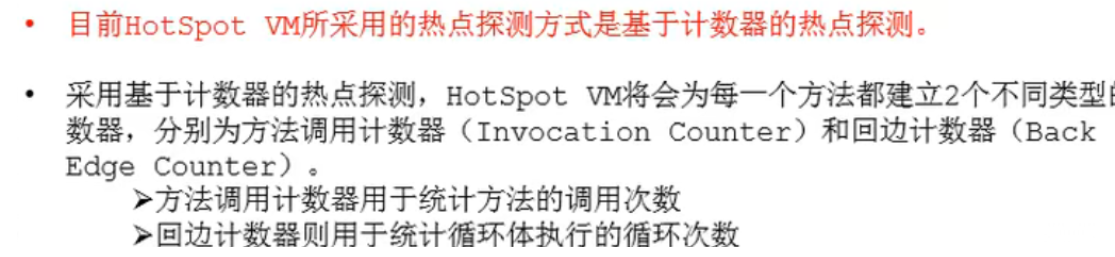 • 目前HotSpot VM所采用的热点探测方式是基于计数器的热点探测。
• 采用基于计数器的热点探测，HotSpot VM将会为每一个方法都建立2个不同类型的
数器，分别为方法调用计数器（Invocation Counter）和回边计数器（Back
Edge Counter）。
➢方法调用计数器用于统计方法的调用次数
➢回边计数器则用于统计循环体执行的循环次数